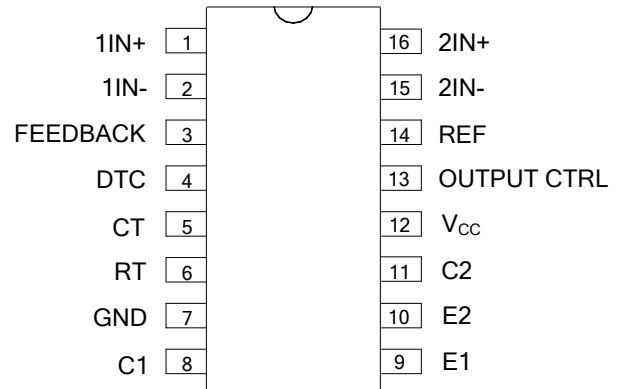 1IN+ 1 16 2IN+
1IN- 2 15 2IN-
FEEDBACK 3 14 REF
DTC 4 13 OUTPUT CTRL
CT 5 12 VCC
RT 6 11 C2
GND 7 10 E2
C1 8 9 E1